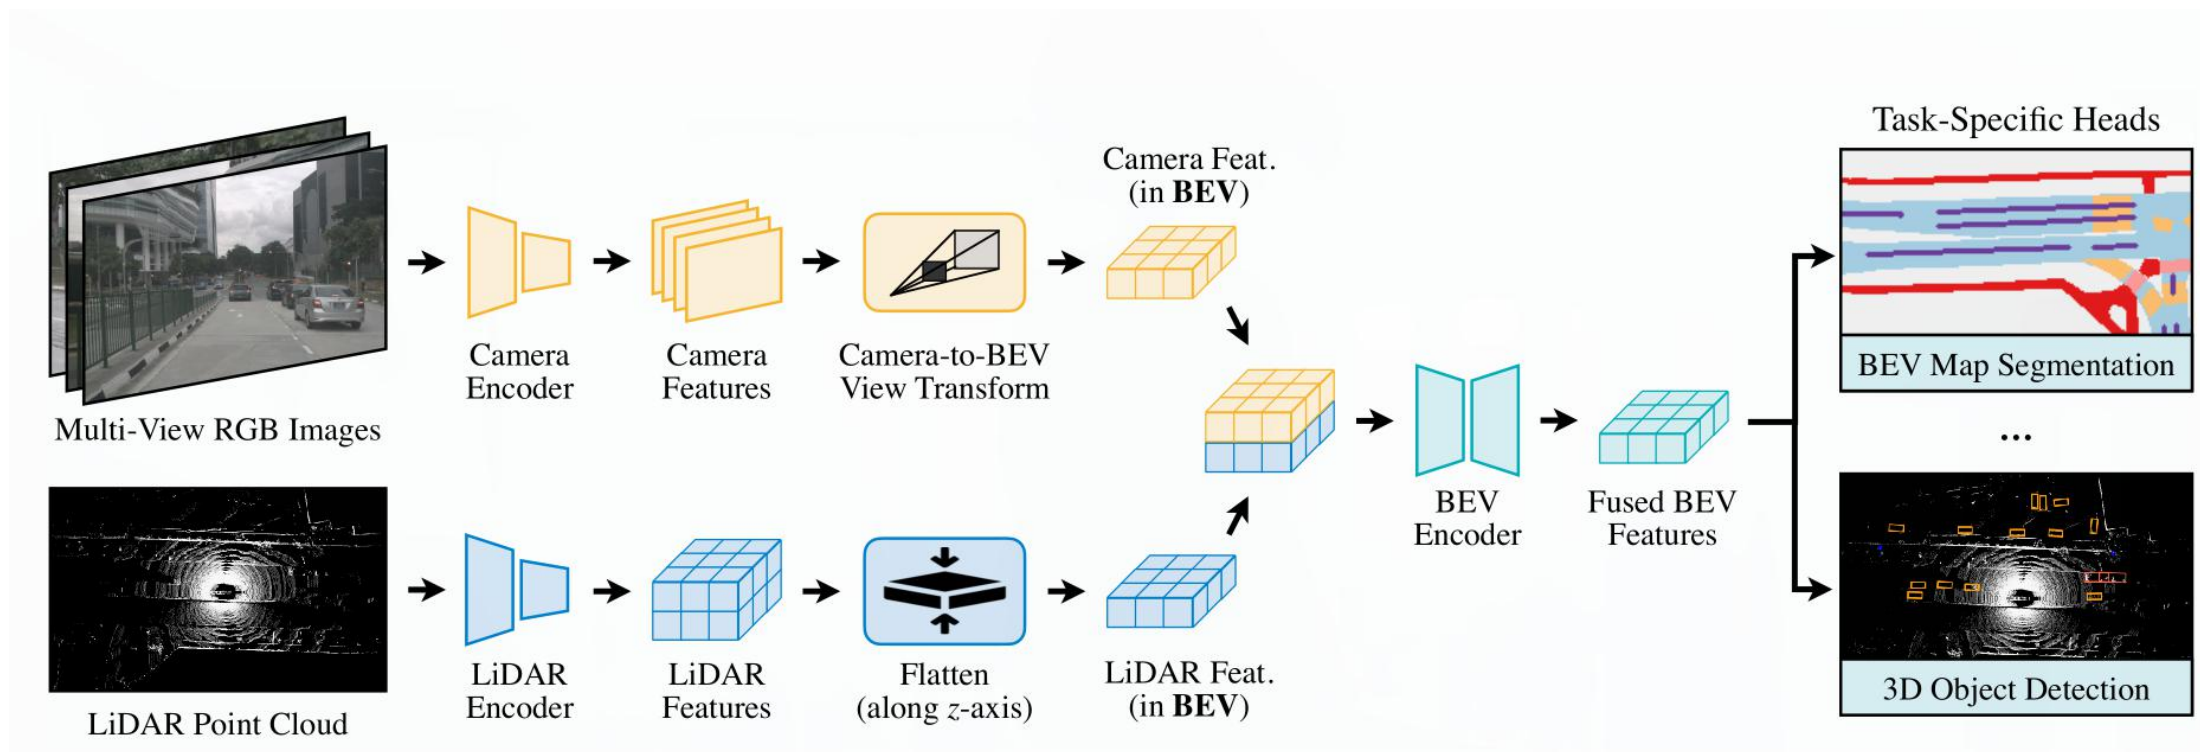 Multi-View RGB Images
Camera
Encoder
Camera
Features
Camera-to-BEV
View Transform
Camera Feat.
(in BEV)
LiDAR Point Cloud
LiDAR
Encoder
LiDAR
Features
Flatten
(along z-axis)
LiDAR Feat.
(in BEV)
BEV
Encoder
Fused BEV
Features
Task-Specific Heads
BEV Map Segmentation
...
3D Object Detection